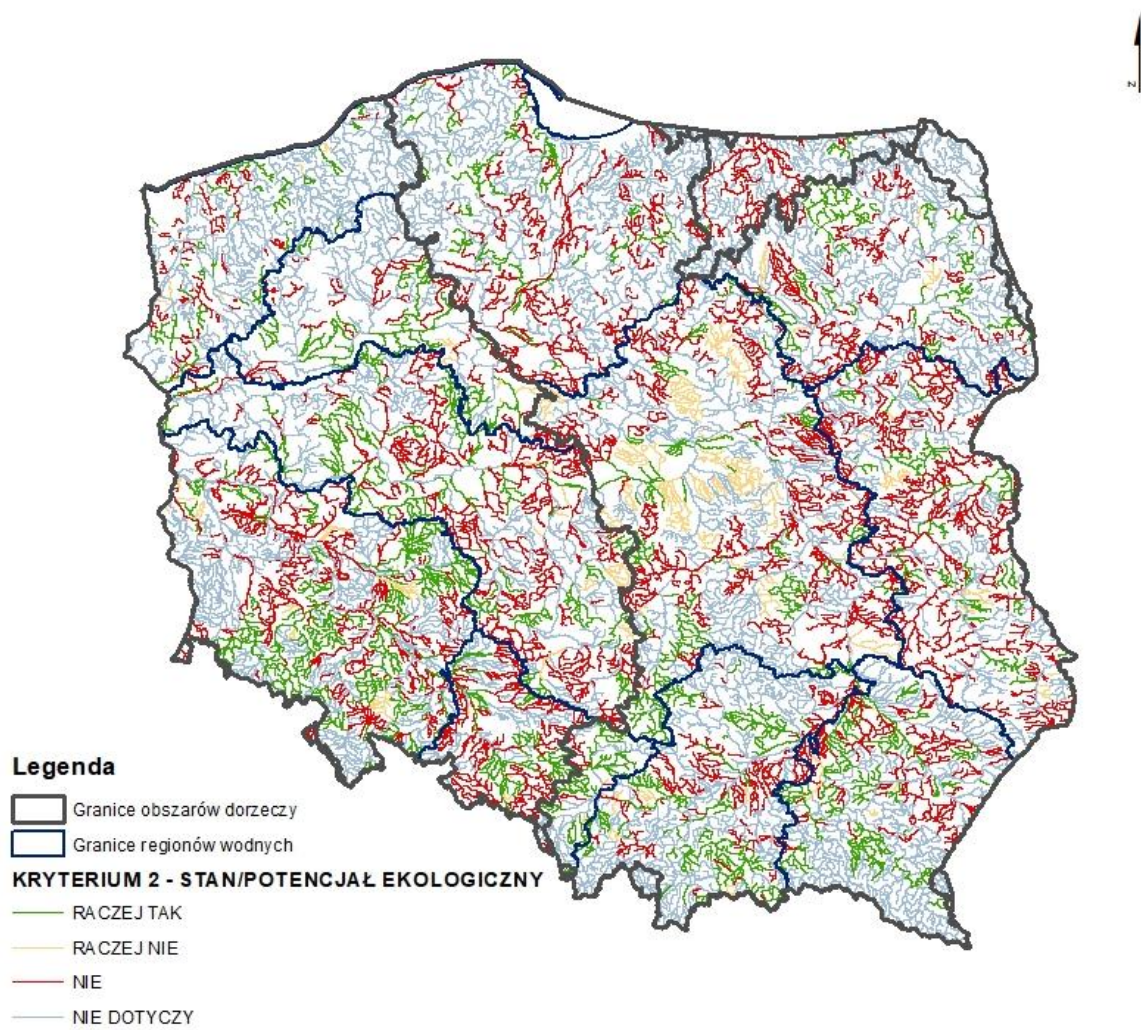 z
Legenda
Granice obszarów dorzeczy
Granice regionów wodnych
KRYTERIUM 2 - STAN/POTENCJAŁ EKOLOGICZNY
RACZEJ TAK
RACZEJ NIE
NIE
NIE DOTYCZY